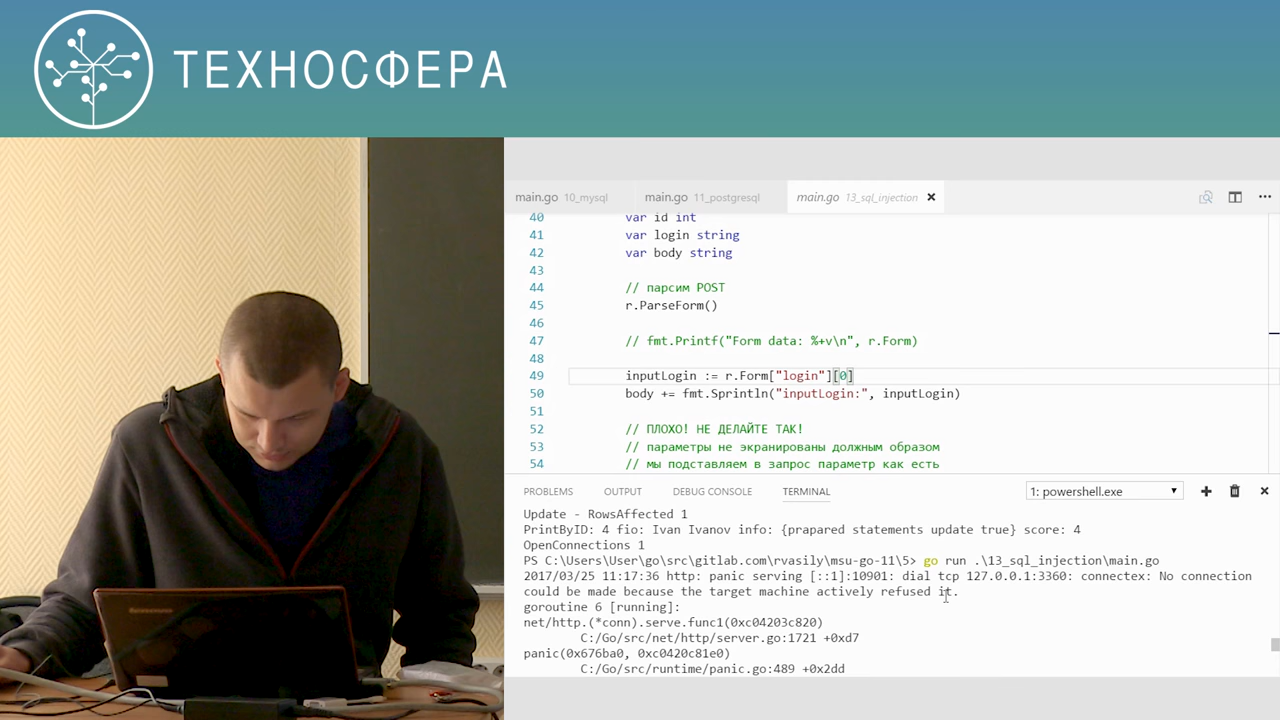 ТЕХНОСФЕРА
main.go 10_mysql main.go 11_postgresql main.go 13_sql_injection
40 var id int
41 var login string
42 var body string
43
44 // парсим POST
45 r.ParseForm()
46
47 // fmt.Printf("Form data: %+v\n", r.Form)
48
49 inputLogin := r.Form["login"][0]
50 body += fmt.Sprintln("inputLogin:", inputLogin)
51
52 // ПЛОХО! НЕ ДЕЛАЙТЕ ТАК!
53 // параметры не экранированы должным образом
54 // мы подставляем в запрос параметр как есть
PROBLEMS OUTPUT DEBUG CONSOLE TERMINAL 1: powershell.exe
Update - RowsAffected 1
PrintByID: 4 fio: Ivan Ivanov info: {prapared statements update true} score: 4
OpenConnections 1
PS C:\Users\User\go\src\gitlab.com\rvasily\msu-go-11\5> go run .\13_sql_injection\main.go
2017/03/25 11:17:36 http: panic serving [::1]:10901: dial tcp 127.0.0.1:3360: connectex: No connection
could be made because the target machine actively refused it.
goroutine 6 [running]:
net/http.(*conn).serve.func1(0xc04203c820)
C:/Go/src/net/http/server.go:1721 +0xd7
panic(0x676ba0, 0xc0420c81e0)
C:/Go/src/runtime/panic.go:489 +0x2dd